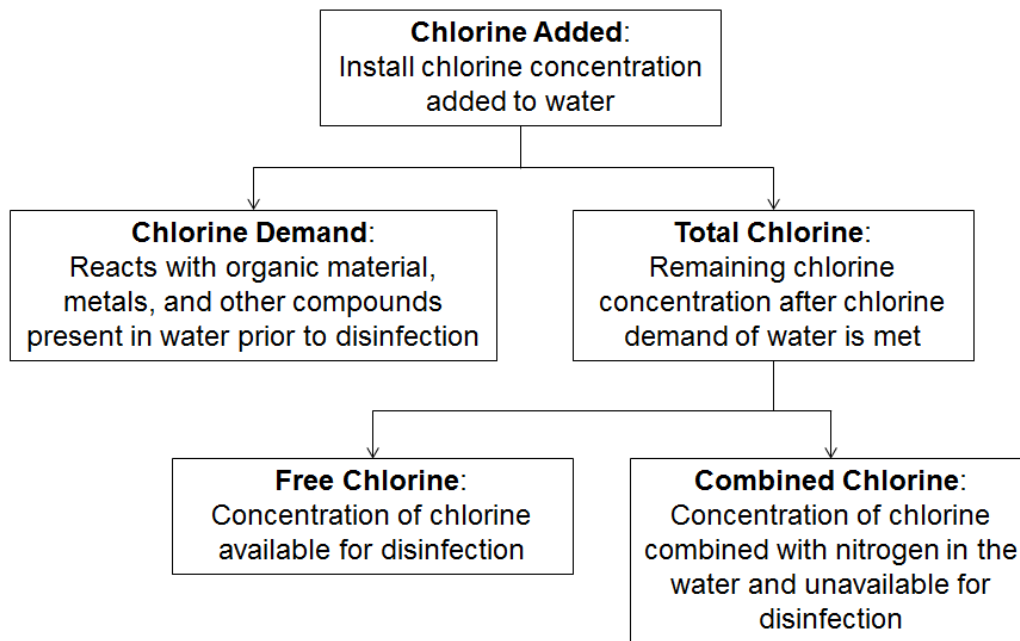 Chlorine Added:
Install chlorine concentration
added to water
Chlorine Demand:
Reacts with organic material,
metals, and other compounds
present in water prior to disinfection
Total Chlorine:
Remaining chlorine
concentration after chlorine
demand of water is met
Free Chlorine:
Concentration of chlorine
available for disinfection
Combined Chlorine:
Concentration of chlorine
combined with nitrogen in the
water and unavailable for
disinfection